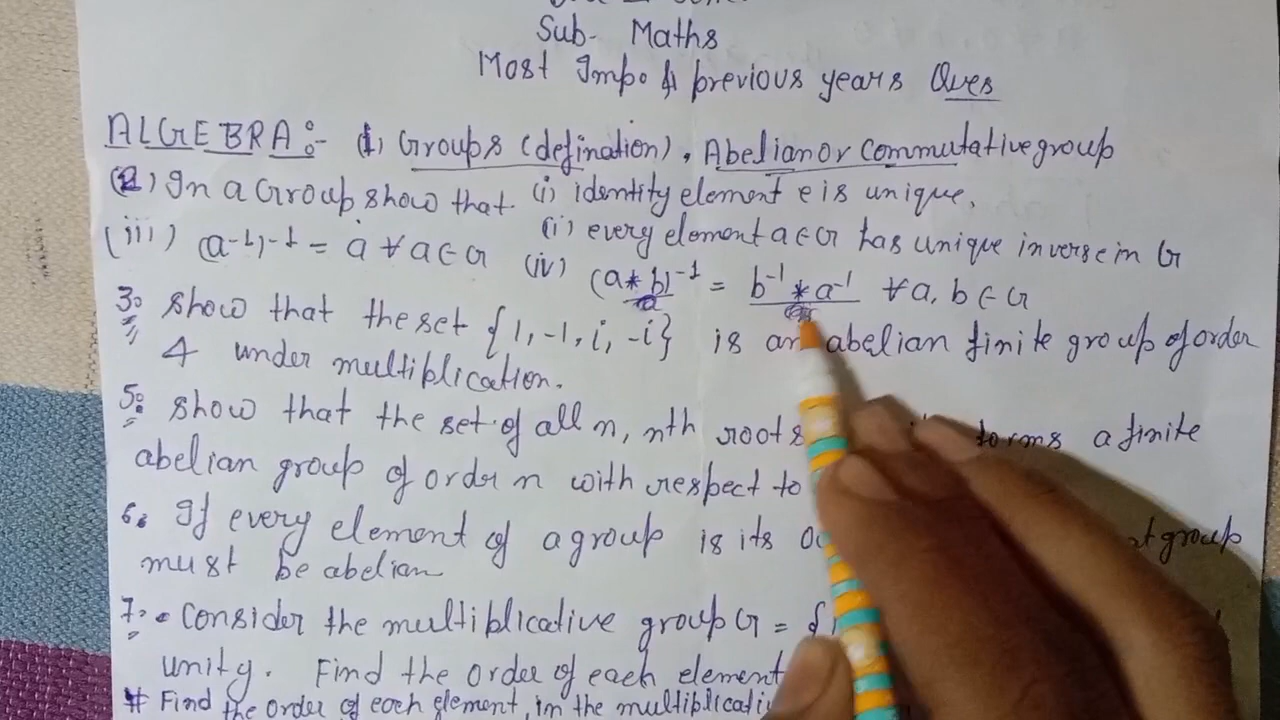 Sub- Maths
Most Impo & previous years Ques
ALGEBRA:- (1) Groups (defination), Abelian or Commutative group
(2) In a Group show that (i) identity element e is unique,
(i) every element a∈G has unique inverse in G
(iii) (a-1)-1 = a ∀ a∈G (iv) (a*b)-1 = b-1 * a-1 ∀ a, b ∈ G
3: show that the set {1, -1, i, -i} is an abelian finite group of order
4 under multiplication.
5: show that the set of all n, nth roots forms a finite
abelian group of order n with respect to
6. If every element of a group is its group
must be abelian
7: Consider the multiplicative group G = {
unity. Find the order of each element
# Find the order of each element, in the